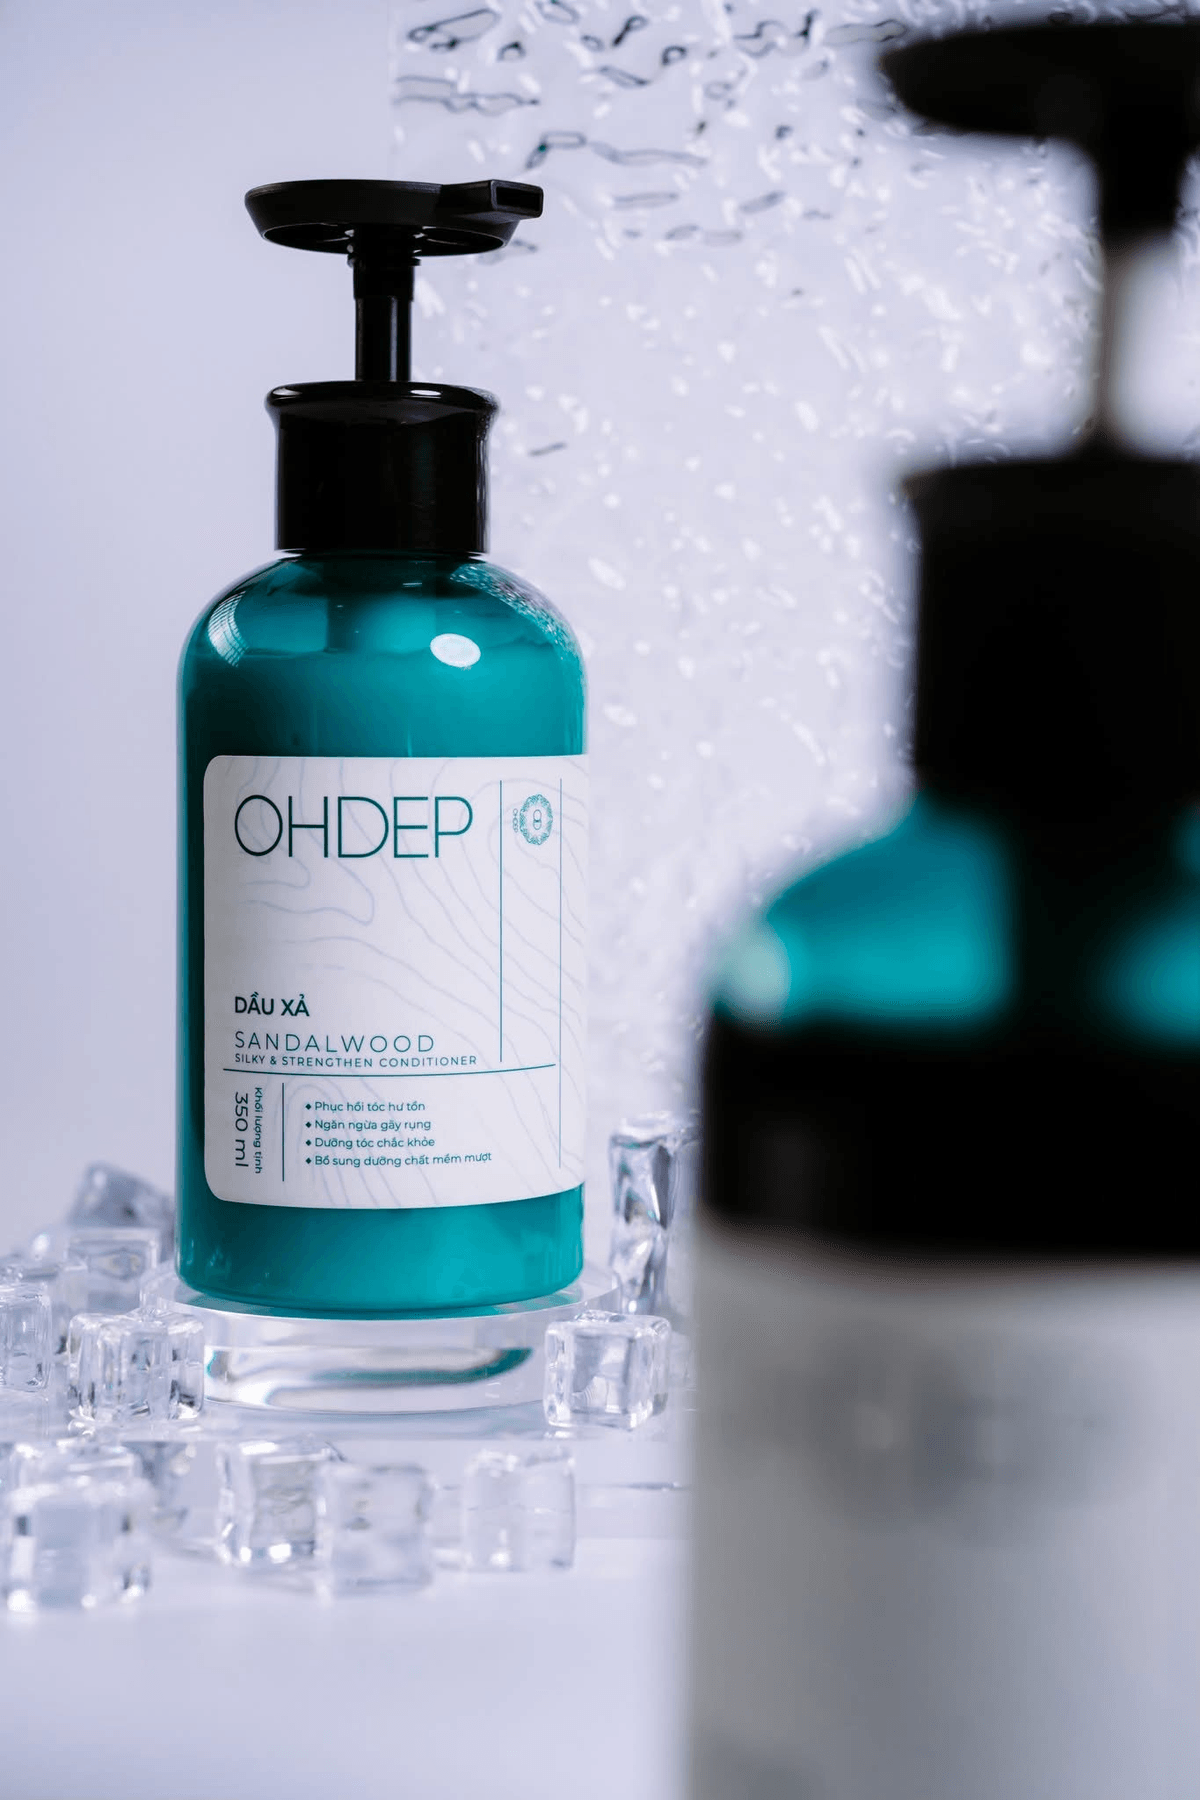 OHDEP
OHDEP
DẦU XẢ
SANDALWOOD
SILKY & STRENGTHEN CONDITIONER
Khối lượng tịnh
350 ml
Phục hồi tóc hư tổn
Ngăn ngừa gãy rụng
Dưỡng tóc chắc khỏe
Bổ sung dưỡng chất mềm mượt